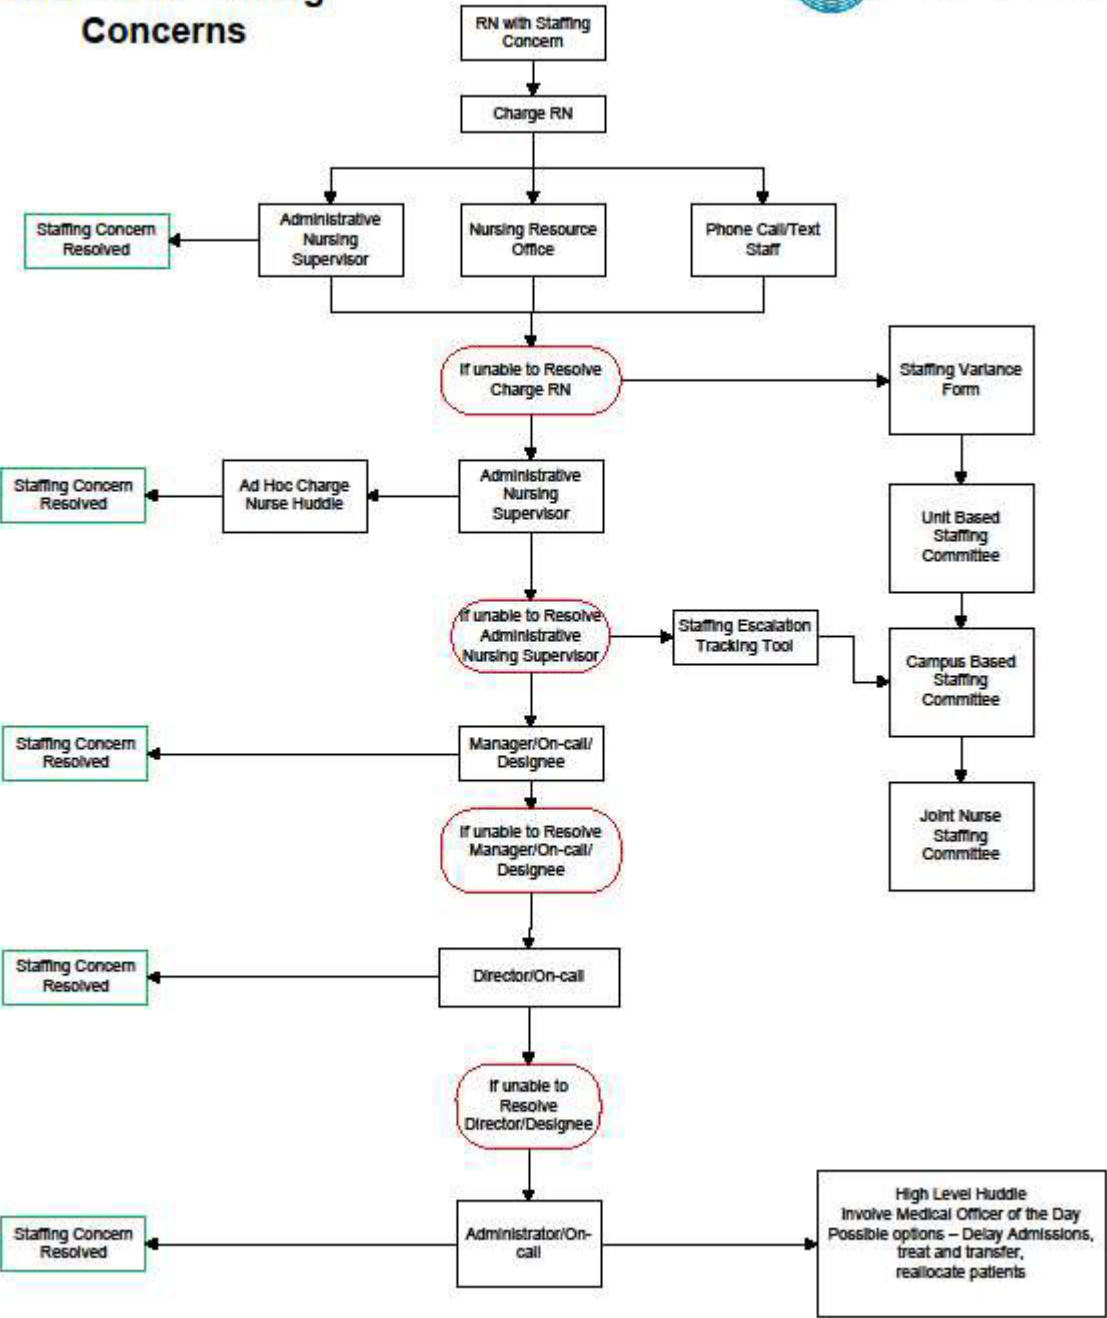 Concerns
RN with Staffing
Concern
Charge RN
Staffing Concern
Resolved
Administrative
Nursing
Supervisor
Nursing Resource
Office
Phone Call/Text
Staff
If unable to Resolve
Charge RN
Staffing Variance
Form
Staffing Concern
Resolved
Ad Hoc Charge
Nurse Huddle
Administrative
Nursing
Supervisor
Unit Based
Staffing
Committee
If unable to Resolve
Administrative
Nursing Supervisor
Staffing Escalation
Tracking Tool
Campus Based
Staffing
Committee
Staffing Concern
Resolved
Manager/On-call/
Designee
If unable to Resolve
Manager/On-call/
Designee
Joint Nurse
Staffing
Committee
Staffing Concern
Resolved
Director/On-call
If unable to
Resolve
Director/Designee
Staffing Concern
Resolved
Administrator/On-
call
High Level Huddle
Involve Medical Officer of the Day
Possible options – Delay Admissions,
treat and transfer,
reallocate patients